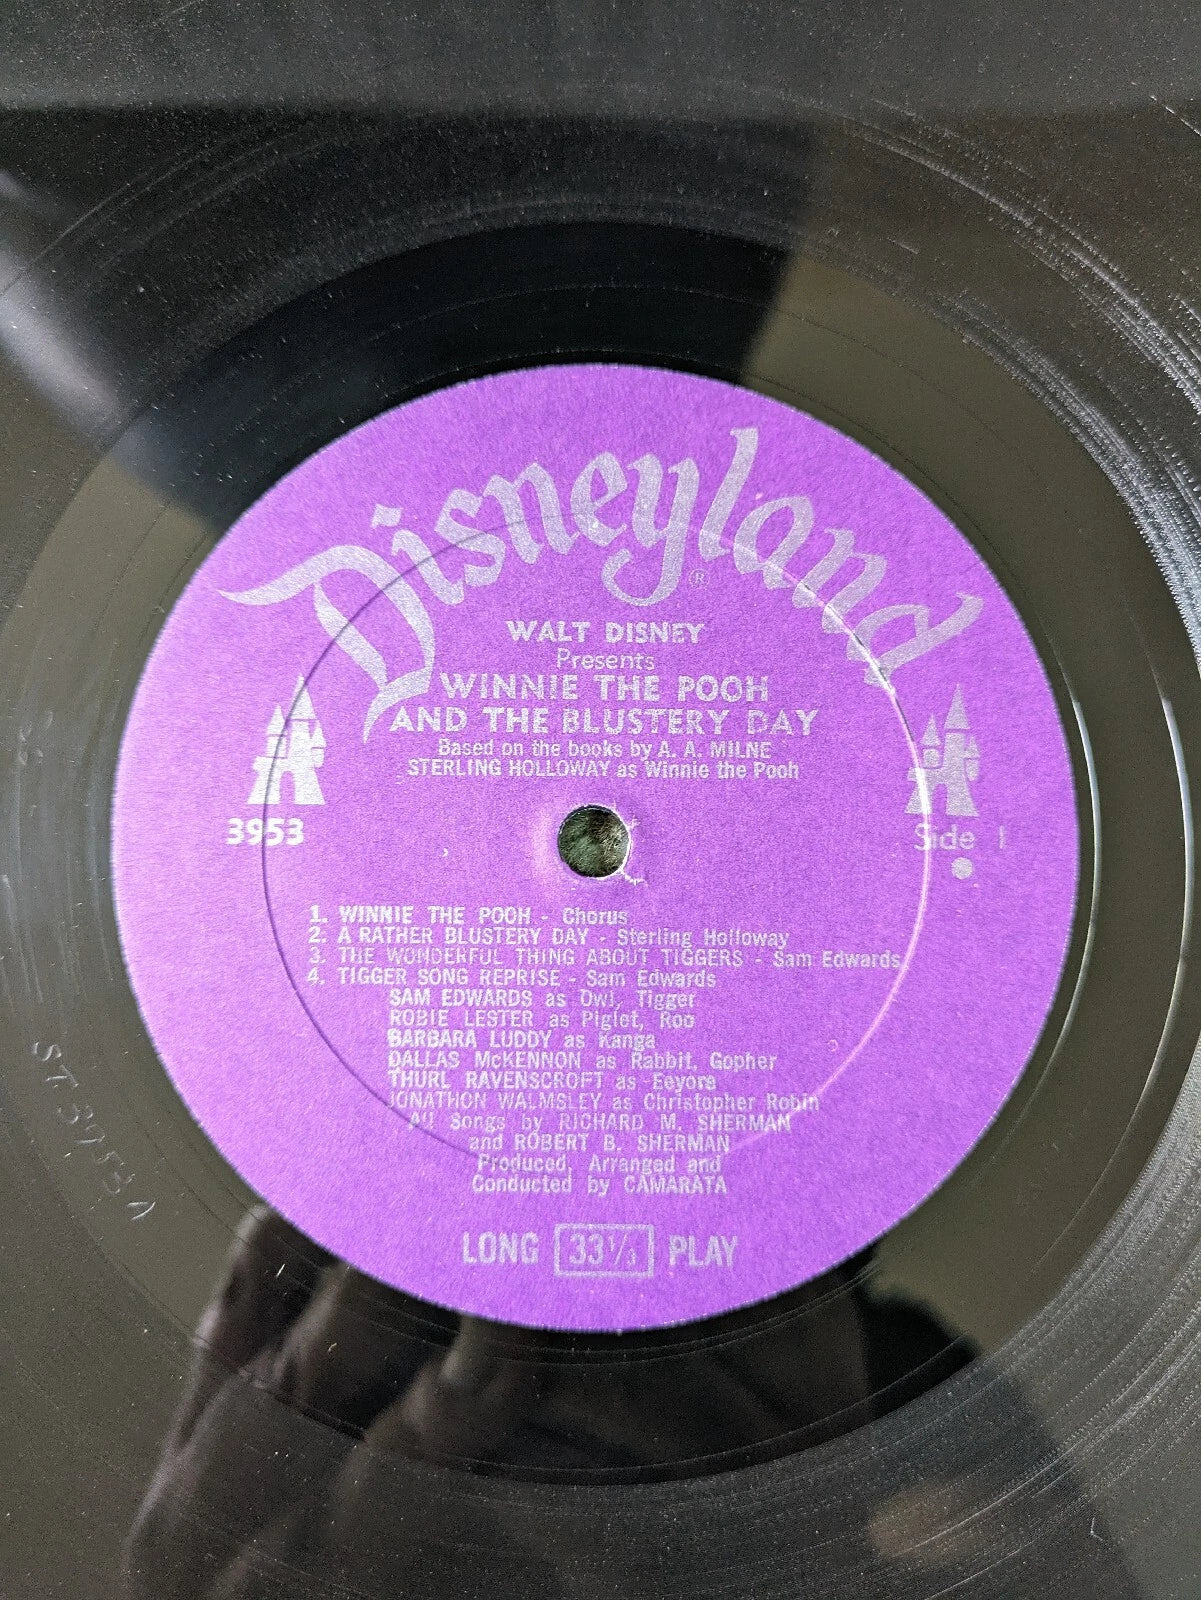 Disneyland
®
WALT DISNEY
Presents
WINNIE THE POOH
AND THE BLUSTERY DAY
Based on the books by A. A. MILNE
STERLING HOLLOWAY as Winnie the Pooh
3953
Side 1
1. WINNIE THE POOH - Chorus
2. A RATHER BLUSTERY DAY - Sterling Holloway
3. THE WONDERFUL THING ABOUT TIGGERS - Sam Edwards
4. TIGGER SONG REPRISE - Sam Edwards
SAM EDWARDS as Owl, Tigger
ROBIE LESTER as Piglet, Roo
BARBARA LUDDY as Kanga
DALLAS McKENNON as Rabbit, Gopher
THURL RAVENSCROFT as Eeyore
JONATHON WALMSLEY as Christopher Robin
All Songs by RICHARD M. SHERMAN
and ROBERT B. SHERMAN
Produced, Arranged and
Conducted by CAMARATA
LONG 33 1/3 PLAY